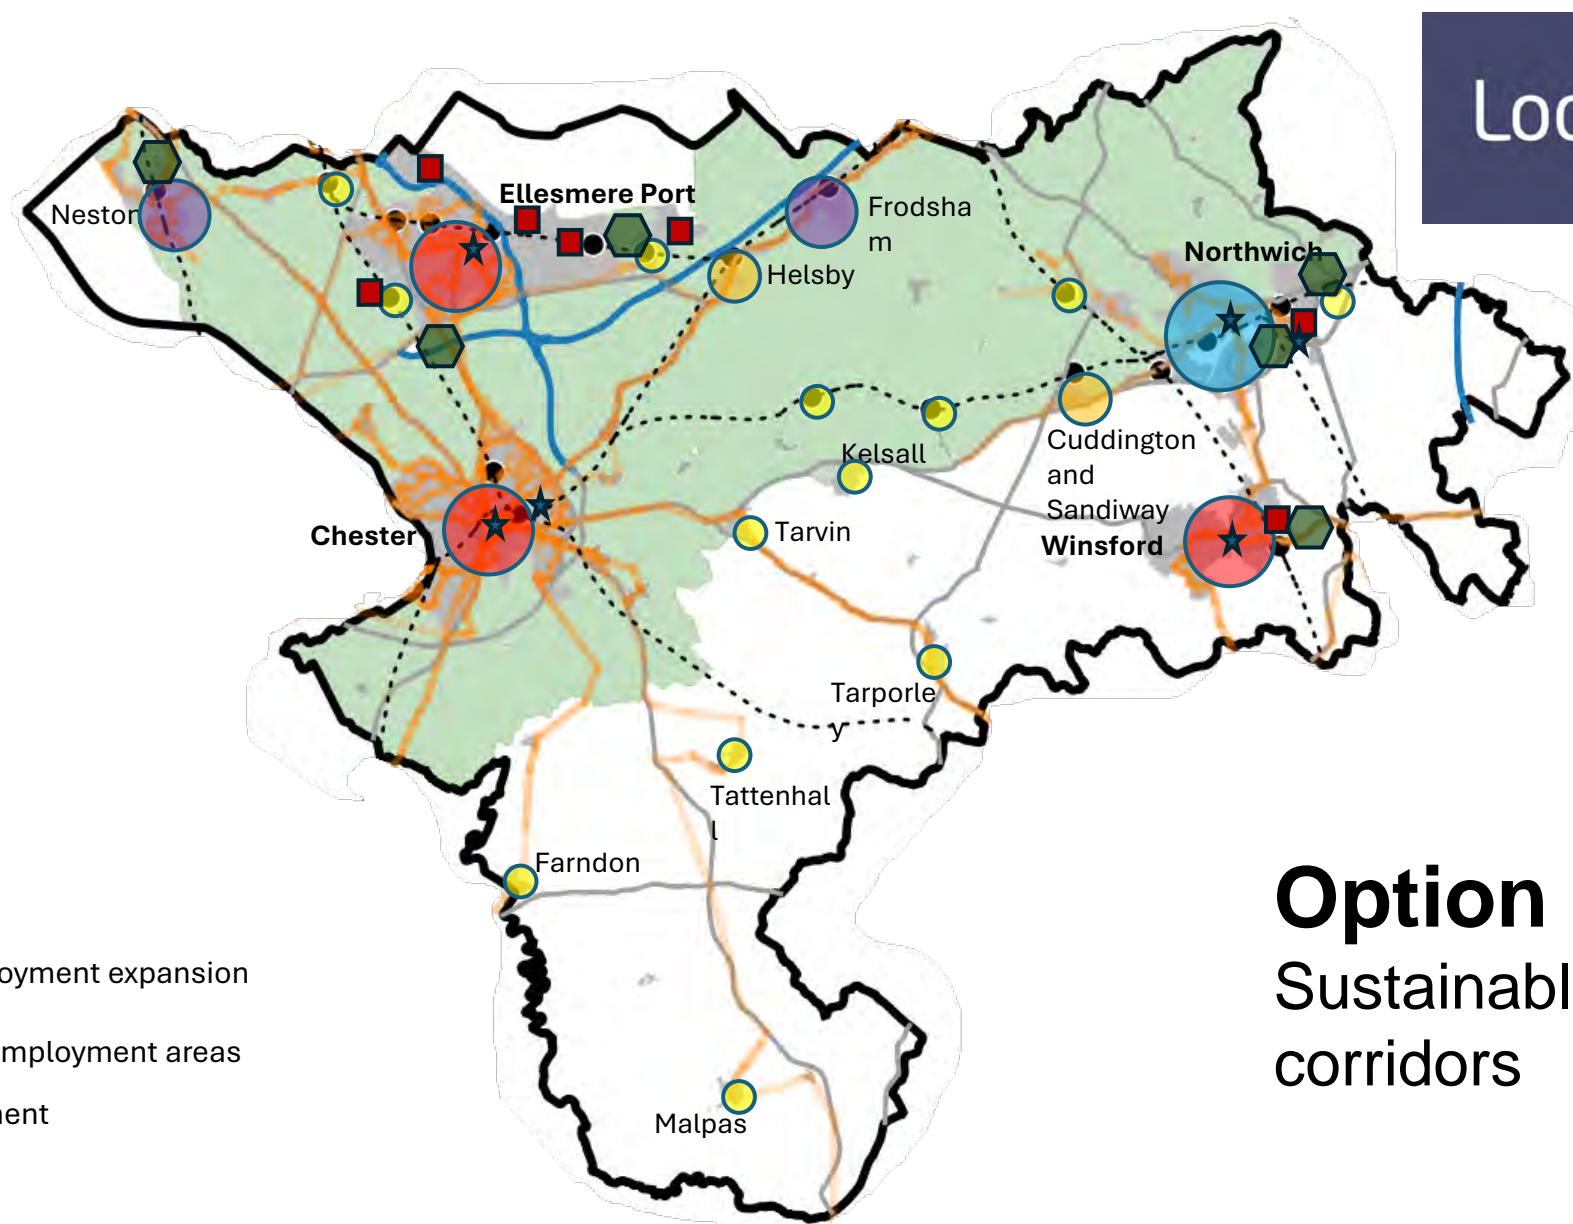 Loc
Ellesmere Port
Neston
Frodsha
m
Northwich
Helsby
Cuddington
and
Sandiway
Kelsall
Chester
Tarvin
Winsford
Tarporle
y
Tattenhal
l
Farndon
Option
Sustainabl
corridors
oyment expansion
mployment areas
nent
Malpas